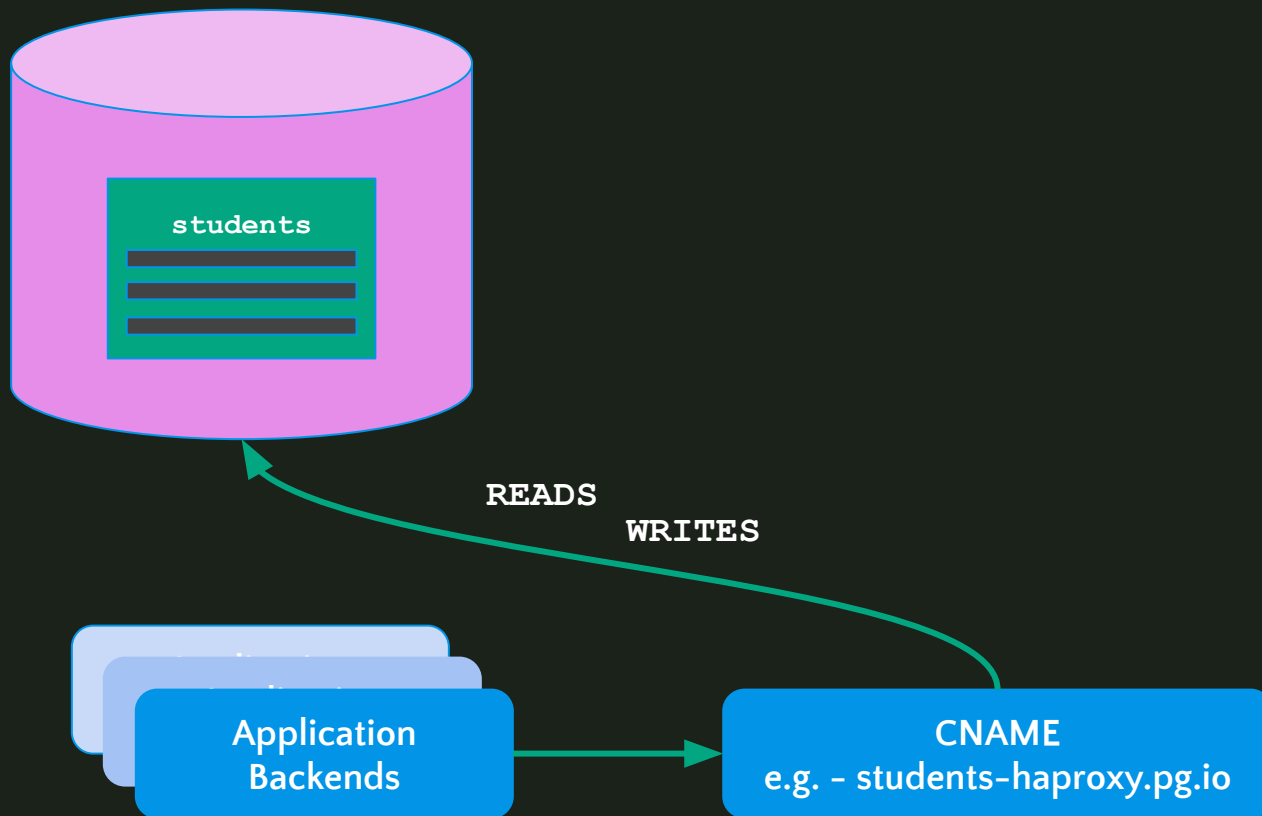 students
READS
WRITES
Application
Backends
CNAME
e.g. - students-haproxy.pg.io